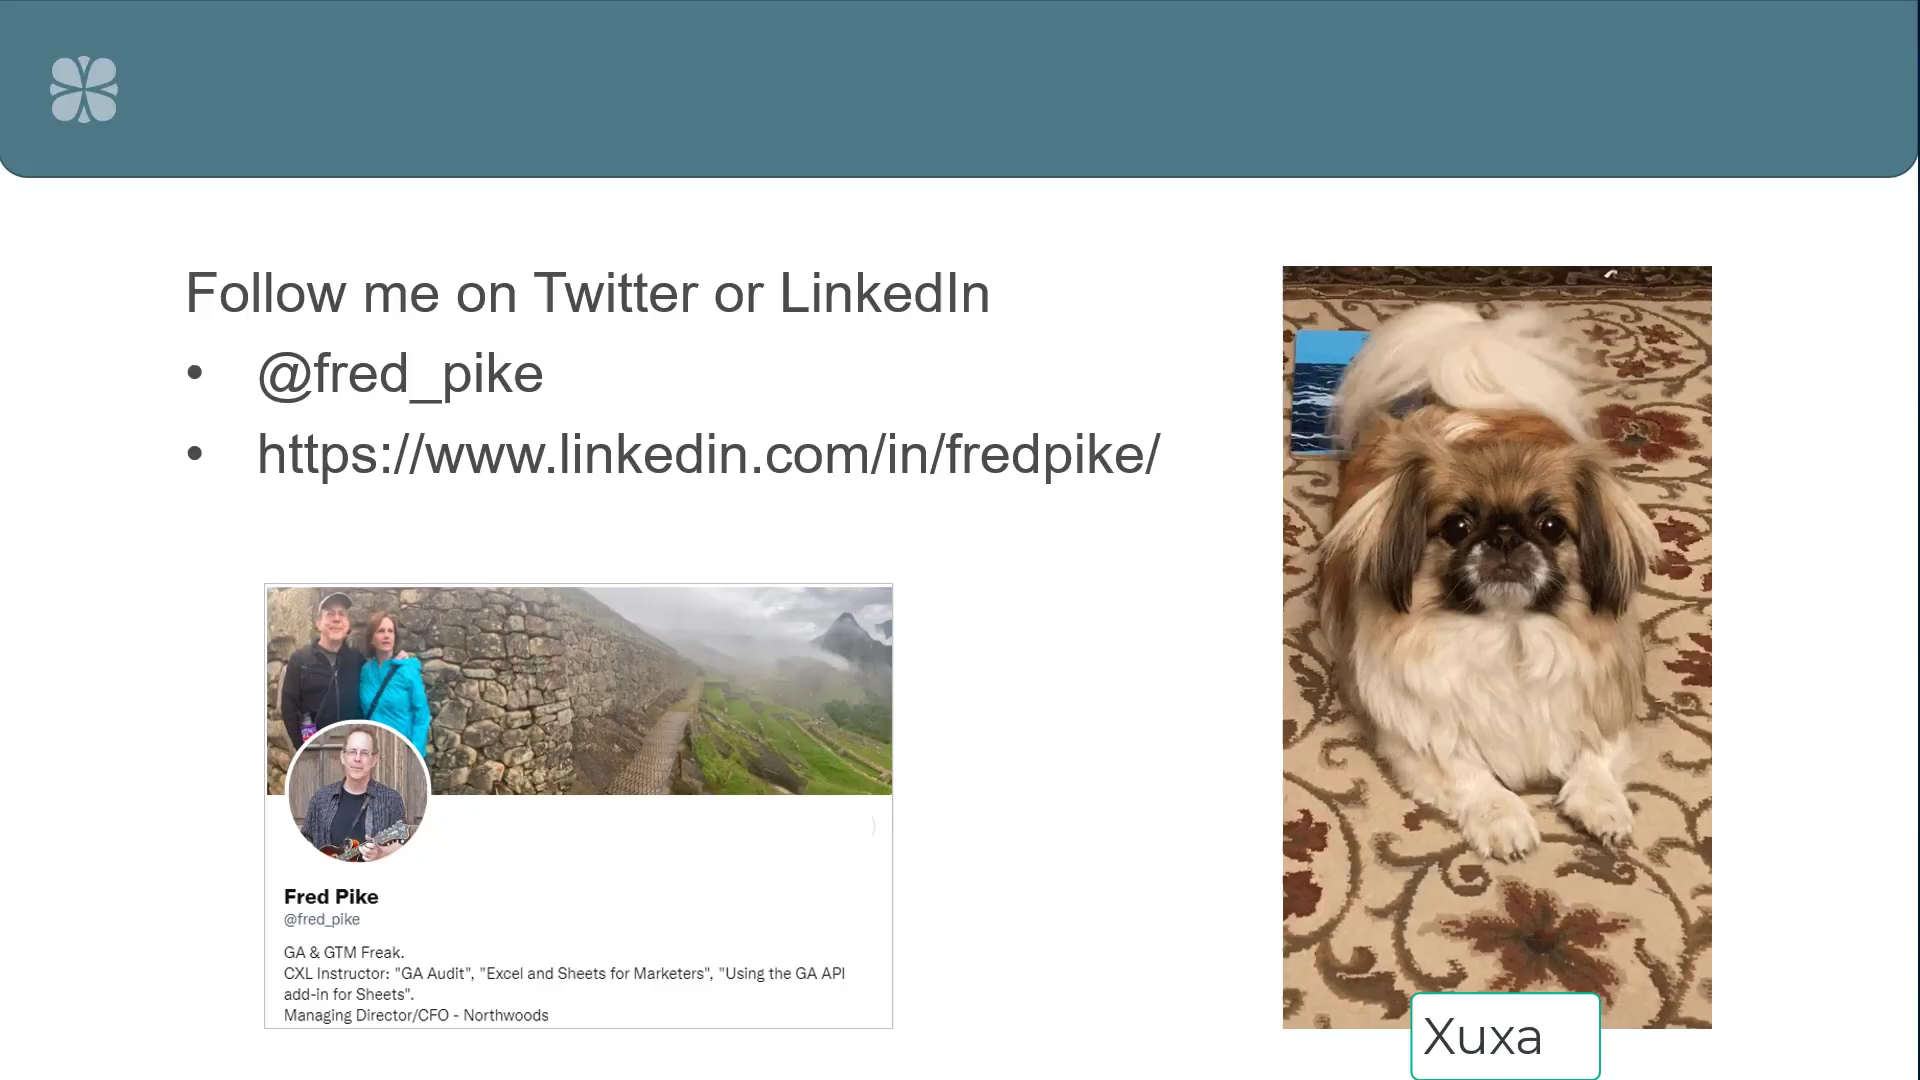 Follow me on Twitter or LinkedIn
• @fred_pike
• https://www.linkedin.com/in/fredpike/
Fred Pike
@fred_pike
GA & GTM Freak.
CXL Instructor: "GA Audit", "Excel and Sheets for Marketers", "Using the GA API
add-in for Sheets".
Managing Director/CFO - Northwoods
Xuxa